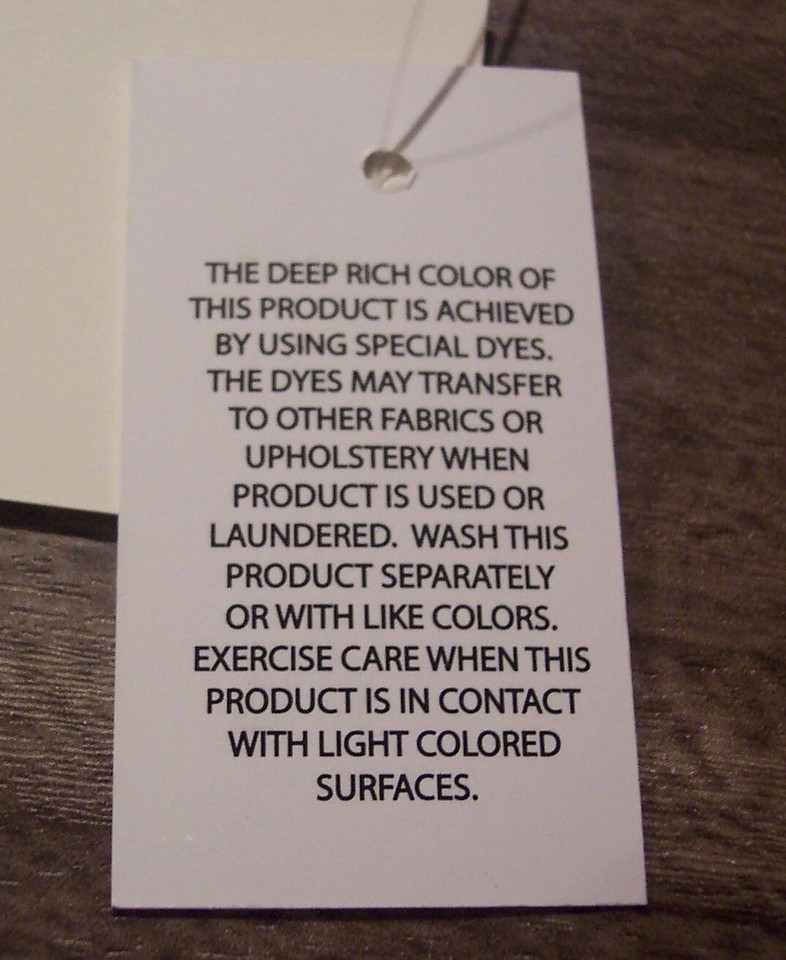 THE DEEP RICH COLOR OF
THIS PRODUCT IS ACHIEVED
BY USING SPECIAL DYES.
THE DYES MAY TRANSFER
TO OTHER FABRICS OR
UPHOLSTERY WHEN
PRODUCT IS USED OR
LAUNDERED. WASH THIS
PRODUCT SEPARATELY
OR WITH LIKE COLORS.
EXERCISE CARE WHEN THIS
PRODUCT IS IN CONTACT
WITH LIGHT COLORED
SURFACES.